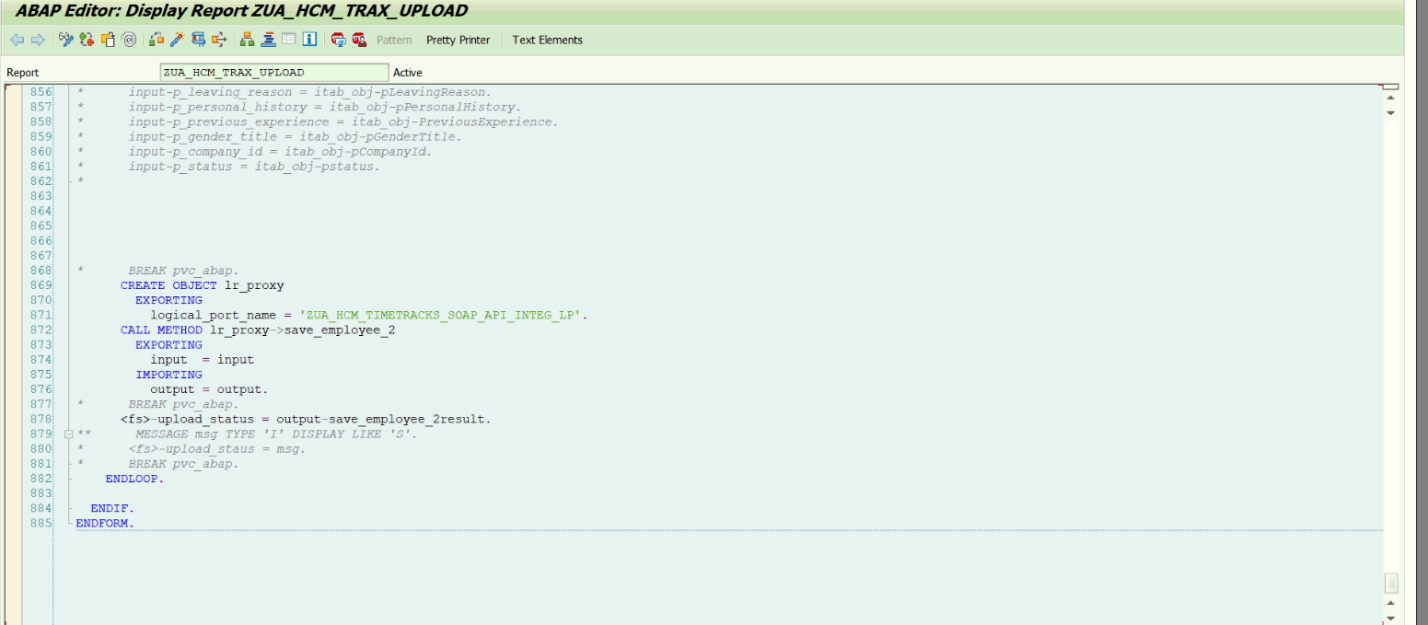 ABAP Editor: Display Report ZUA_HCM_TRAX_UPLOAD
Pattern Pretty Printer Text Elements
Report ZUA_HCM_TRAX_UPLOAD Active
856 * input-p_leaving_reason = itab_obj-pLeavingReason.
857 * input-p_personal_history = itab_obj-pPersonalHistory.
858 * input-p_previous_experience = itab_obj-PreviousExperience.
859 * input-p_gender_title = itab_obj-pGenderTitle.
860 * input-p_company_id = itab_obj-pCompanyId.
861 * input-p_status = itab_obj-pstatus.
862 *
863
864
865
866
867
868 * BREAK pvc_abap.
869 CREATE OBJECT lr_proxy
870 EXPORTING
871 logical_port_name = 'ZUA_HCM_TIMETRACKS_SOAP_API_INTEG_LP'.
872 CALL METHOD lr_proxy->save_employee_2
873 EXPORTING
874 input = input
875 IMPORTING
876 output = output.
877 * BREAK pvc_abap.
878 <fs>-upload_status = output-save_employee_2result.
879 ** MESSAGE msg TYPE 'I' DISPLAY LIKE 'S'.
880 * <fs>-upload_staus = msg.
881 * BREAK pvc_abap.
882 ENDLOOP.
883
884 ENDIF.
885 ENDFORM.